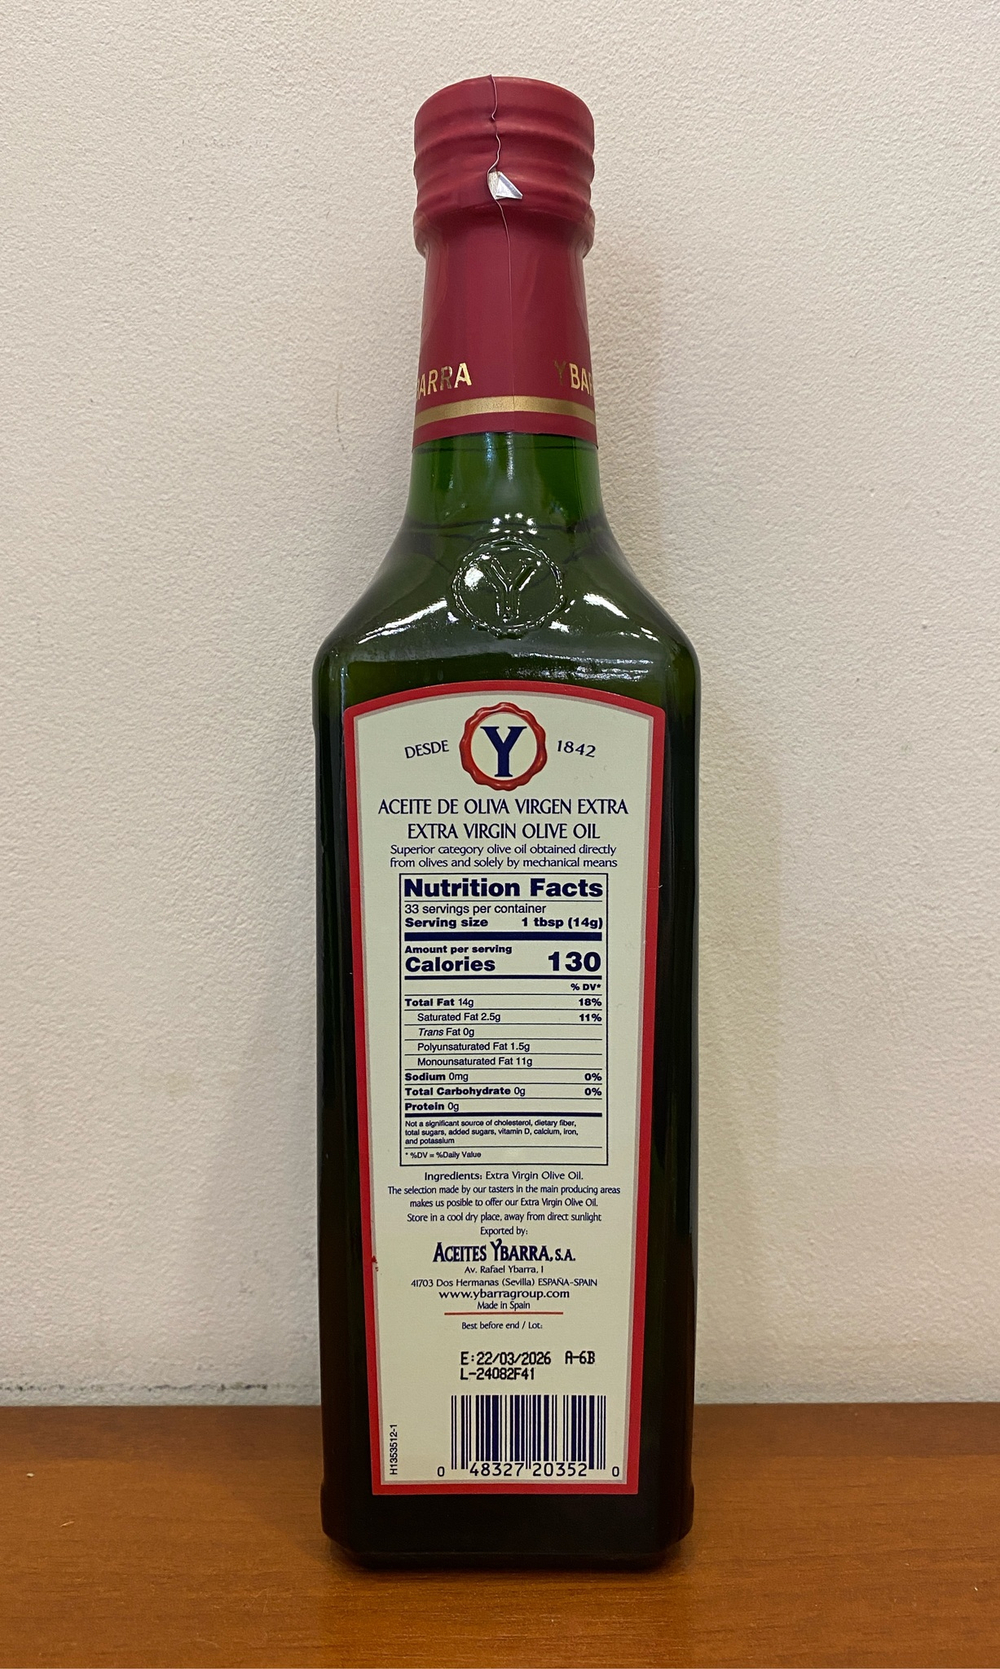 ARRA YBAR
Y
DESDE Y 1842
ACEITE DE OLIVA VIRGEN EXTRA
EXTRA VIRGIN OLIVE OIL
Superior category olive oil obtained directly
from olives and solely by mechanical means
Nutrition Facts
33 servings per container
Serving size 1 tbsp (14g)
Amount per serving
Calories 130
% DV*
Total Fat 14g 18%
Saturated Fat 2.5g 11%
Trans Fat 0g
Polyunsaturated Fat 1.5g
Monounsaturated Fat 11g
Sodium 0mg 0%
Total Carbohydrate 0g 0%
Protein 0g
Not a significant source of cholesterol, dietary fiber,
total sugars, added sugars, vitamin D, calcium, iron,
and potassium
* %DV = %Daily Value
Ingredients: Extra Virgin Olive Oil.
The selection made by our tasters in the main producing areas
makes us posible to offer our Extra Virgin Olive Oil.
Store in a cool dry place, away from direct sunlight
Exported by:
ACEITES YBARRA, S.A.
Av. Rafael Ybarra, 1
41703 Dos Hermanas (Sevilla) ESPAÑA-SPAIN
www.ybarragroup.com
Made in Spain
Best before end / Lot:
E:22/03/2026 A-6B
L-24082F41
H1353512-1
0 48327 20352 0